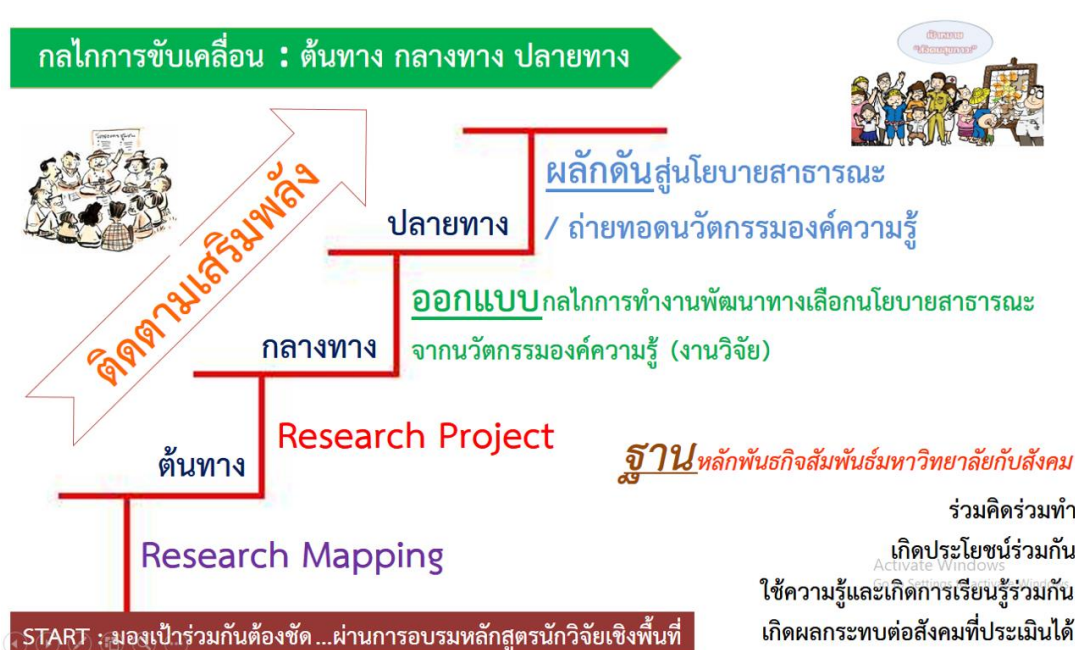 กลไกการขับเคลื่อน : ต้นทาง กลางทาง ปลายทาง
เป้าหมาย
ติดตามเสริมพลัง
ผลักดันสู่นโยบายสาธารณะ
ปลายทาง
/ ถ่ายทอดนวัตกรรมองค์ความรู้
ออกแบบกลไกการทำงานพัฒนาทางเลือกนโยบายสาธารณะ
กลางทาง
จากนวัตกรรมองค์ความรู้ (งานวิจัย)
Research Project
ต้นทาง
ฐานหลักพันธกิจสัมพันธ์มหาวิทยาลัยกับสังคม
ร่วมคิดร่วมทำ
Research Mapping
เกิดประโยชน์ร่วมกัน
Activate Windows
ใช้ความรู้และเกิดการเรียนรู้ร่วมกัน
START : มองเป้าร่วมกันต้องชัด...ผ่านการอบรมหลักสูตรนักวิจัยเชิงพื้นที่
เกิดผลกระทบต่อสังคมที่ประเมินได้